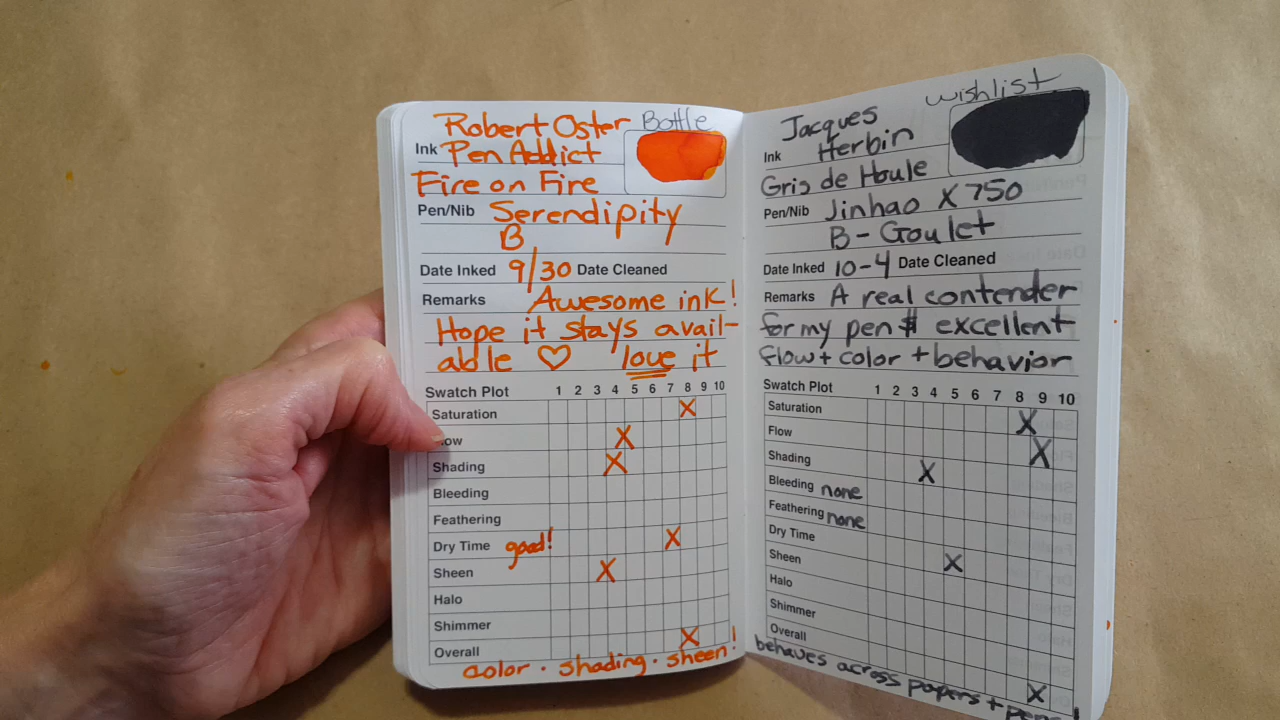 Robert Oster Bottle
Ink Pen Addict
Fire on Fire
Pen/Nib Serendipity
B
Date Inked 9/30 Date Cleaned
Remarks Awesome ink!
Hope it stays avail-
able ♡ love it
Swatch Plot 1 2 3 4 5 6 7 8 9 10
Saturation X
low X
Shading X
Bleeding
Feathering
Dry Time good! X
Sheen X
Halo
Shimmer
Overall X
color · shading · sheen!
wishlist
Jacques
Ink Herbin
Gris de Houle
Pen/Nib Jinhao X750
B - Goulet
Date Inked 10-4 Date Cleaned
Remarks A real contender
for my pen $ excellent
flow + color + behavior
Swatch Plot 1 2 3 4 5 6 7 8 9 10
Saturation X
Flow X
Shading X
Bleeding none
Feathering none
Dry Time
Sheen X
Halo
Shimmer
Overall X
behaves across papers + pens!